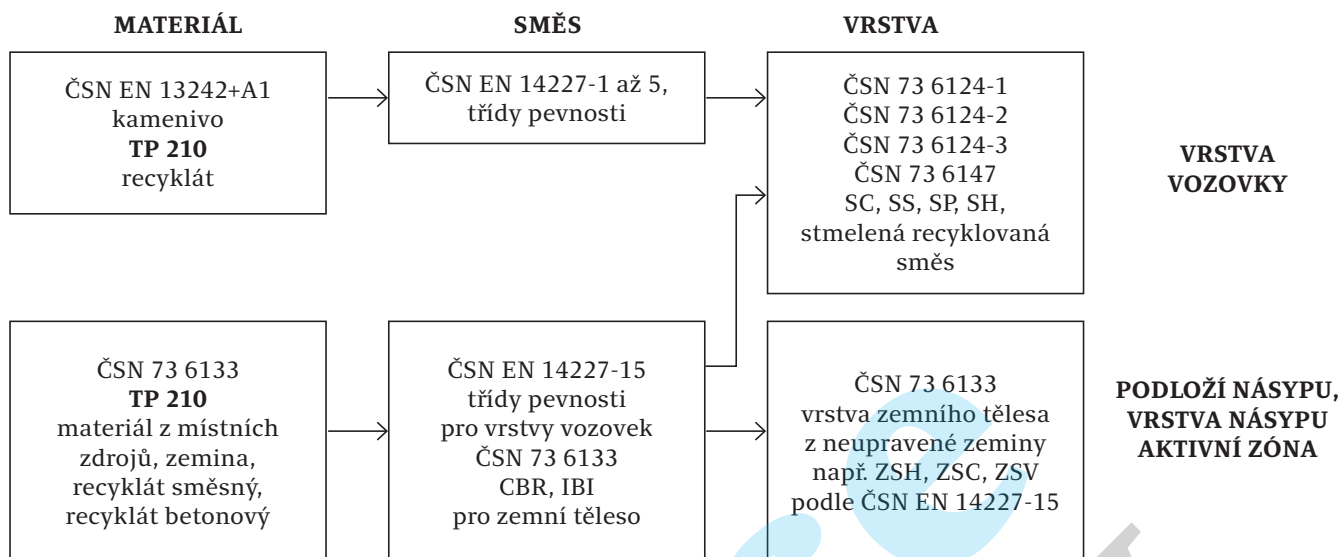 MATERIÁL
SMĚS
VRSTVA
ČSN EN 13242+A1
kamenivo
TP 210
recyklát
ČSN EN 14227-1 až 5,
třídy pevnosti
ČSN 73 6124-1
ČSN 73 6124-2
ČSN 73 6124-3
ČSN 73 6147
SC, SS, SP, SH,
stmelená recyklovaná
směs
VRSTVA
VOZOVKY
ČSN 73 6133
TP 210
materiál z místních
zdrojů, zemina,
recyklát směsný,
recyklát betonový
ČSN EN 14227-15
třídy pevnosti
pro vrstvy vozovek
ČSN 73 6133
CBR, IBI
pro zemní těleso
ČSN 73 6133
vrstva zemního tělesa
z neupravené zeminy
např. ZSH, ZSC, ZSV
podle ČSN EN 14227-15
PODLOŽÍ NÁSYPU,
VRSTVA NÁSYPU
AKTIVNÍ ZÓNA